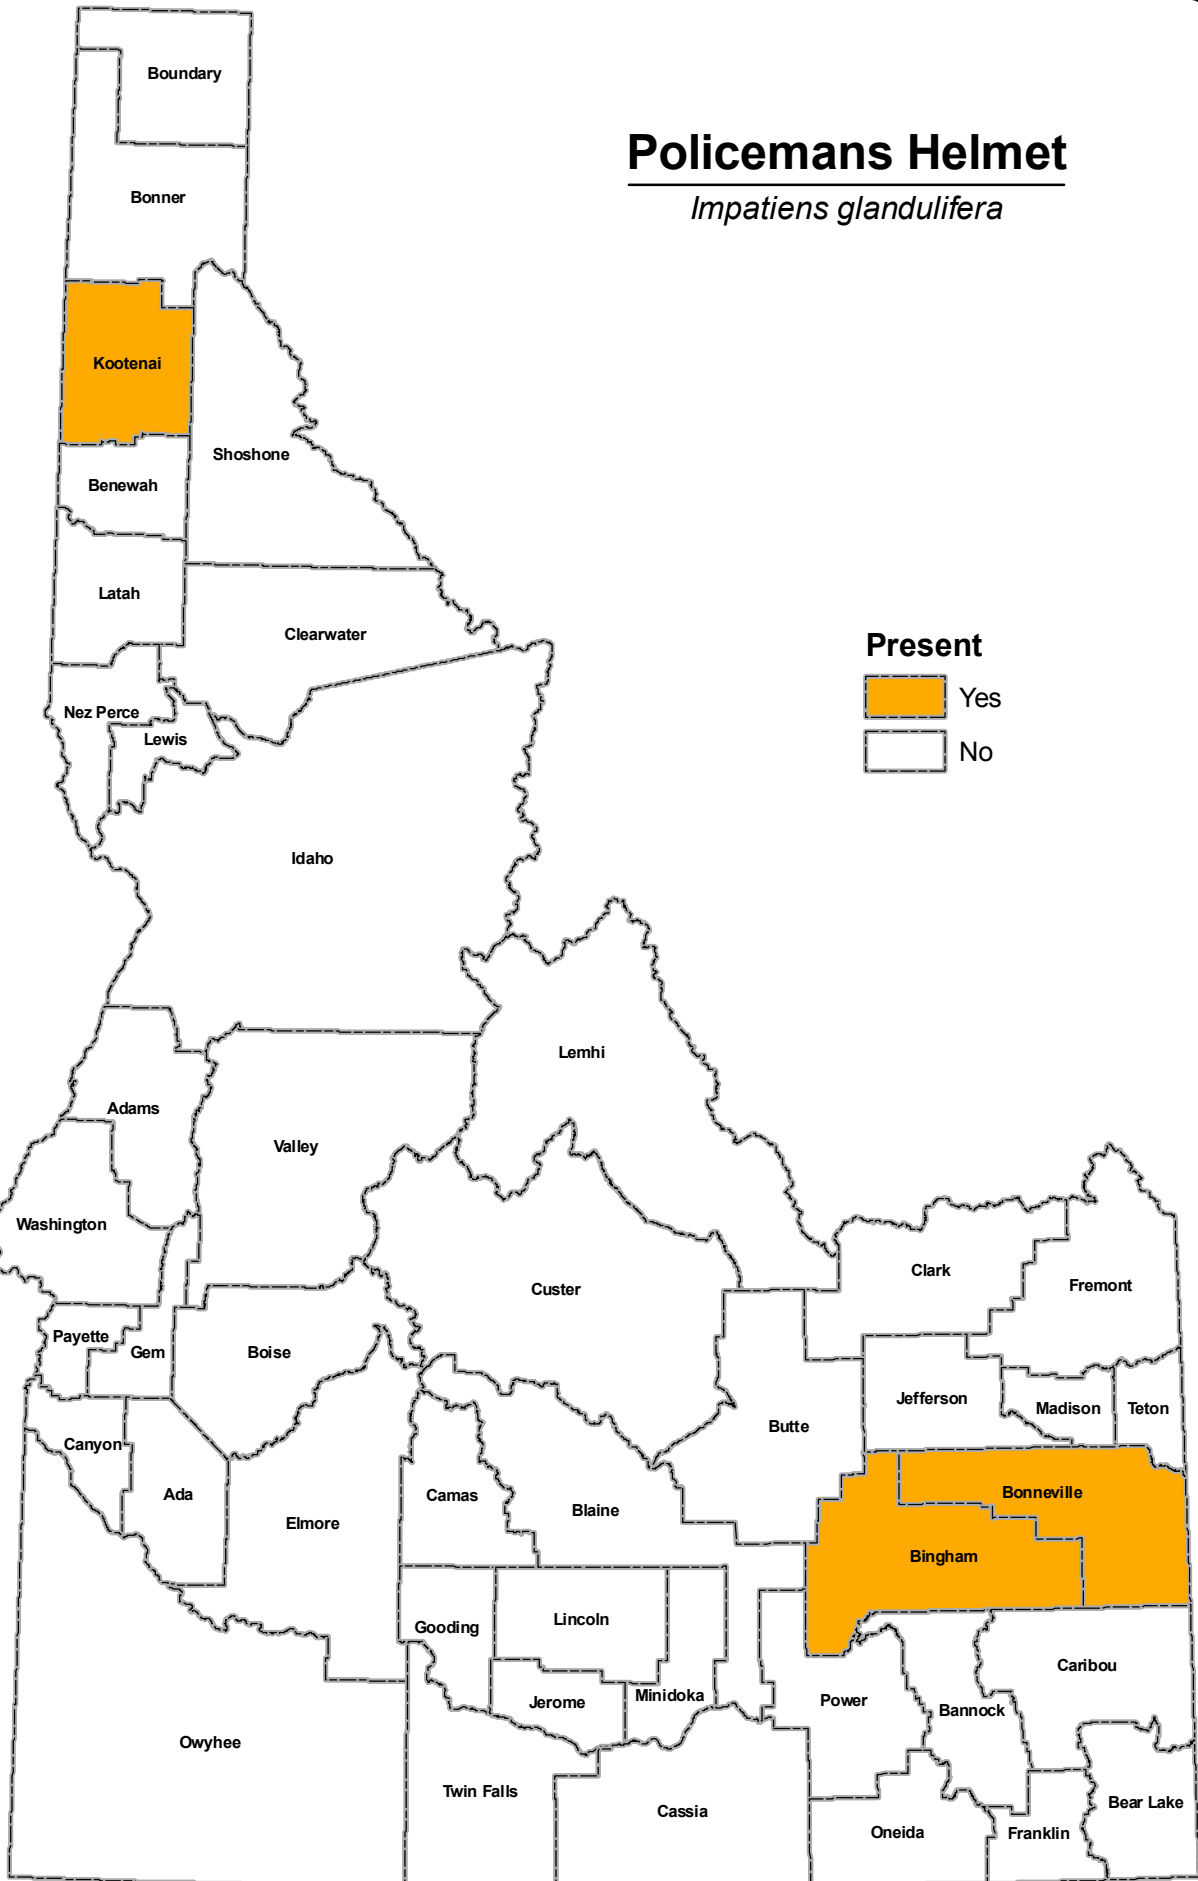 Boundary
Policemans Helmet
Impatiens glandulifera
Bonner
Kootenai
Shoshone
Benewah
Latah
Clearwater
Present
Yes
No
Nez Perce
Lewis
Idaho
Lemhi
Adams
Valley
Washington
Clark
Fremont
Custer
Payette
Gem
Boise
Jefferson
Madison
Teton
Butte
Canyon
Ada
Camas
Blaine
Bonneville
Elmore
Bingham
Gooding
Lincoln
Caribou
Jerome
Minidoka
Power
Bannock
Owyhee
Twin Falls
Cassia
Bear Lake
Oneida
Franklin